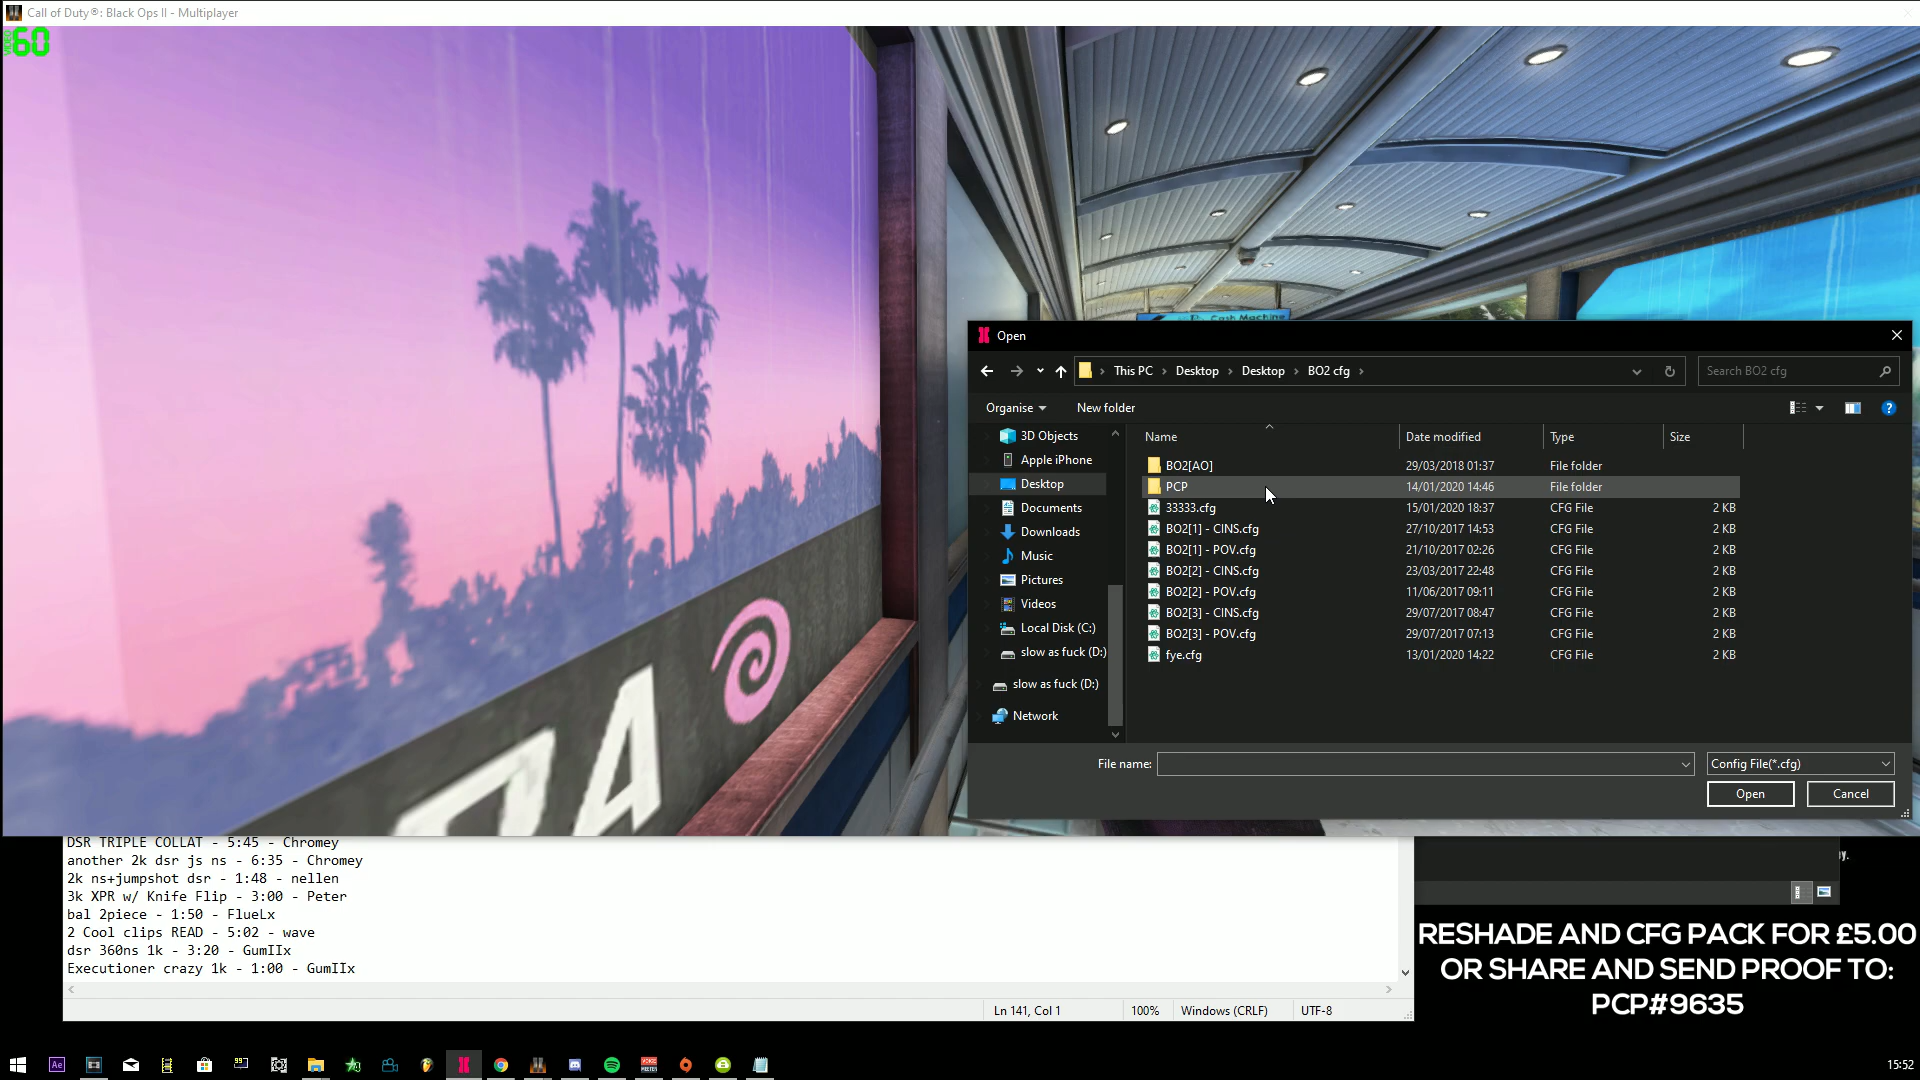 Call of Duty®: Black Ops II - Multiplayer
VIDEO 60
Cash Machine
24
Open
This PC > Desktop > Desktop > BO2 cfg >
Search BO2 cfg
Organise
New folder
3D Objects
Apple iPhone
Desktop
Documents
Downloads
Music
Pictures
Videos
Local Disk (C:)
slow as fuck (D:)
slow as fuck (D:)
Network
Name Date modified Type Size
BO2[AO] 29/03/2018 01:37 File folder
PCP 14/01/2020 14:46 File folder
33333.cfg 15/01/2020 18:37 CFG File 2 KB
BO2[1] - CINS.cfg 27/10/2017 14:53 CFG File 2 KB
BO2[1] - POV.cfg 21/10/2017 02:26 CFG File 2 KB
BO2[2] - CINS.cfg 23/03/2017 22:48 CFG File 2 KB
BO2[2] - POV.cfg 11/06/2017 09:11 CFG File 2 KB
BO2[3] - CINS.cfg 29/07/2017 08:47 CFG File 2 KB
BO2[3] - POV.cfg 29/07/2017 07:13 CFG File 2 KB
fye.cfg 13/01/2020 14:22 CFG File 2 KB
File name:
Config File(*.cfg)
Open
Cancel
DSR TRIPLE COLLAT - 5:45 - Chromey
another 2k dsr js ns - 6:35 - Chromey
2k ns+jumpshot dsr - 1:48 - nellen
3k XPR w/ Knife Flip - 3:00 - Peter
bal 2piece - 1:50 - FlueLx
2 Cool clips READ - 5:02 - wave
dsr 360ns 1k - 3:20 - GumIIx
Executioner crazy 1k - 1:00 - GumIIx
Ln 141, Col 1
100%
Windows (CRLF)
UTF-8
RESHADE AND CFG PACK FOR £5.00
OR SHARE AND SEND PROOF TO:
PCP#9635
Ae
15:52